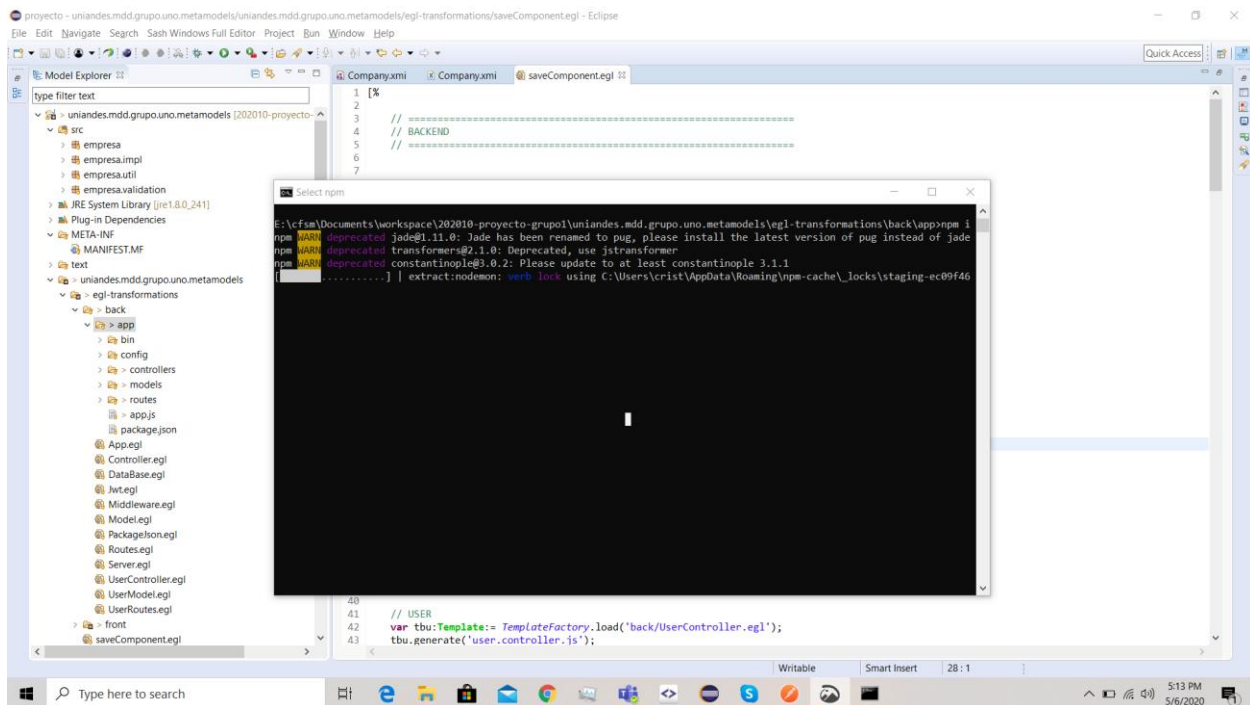 proyecto - uniandes.mdd.grupo.uno.metamodels/uniandes.mdd.grupo.uno.metamodels/egl-transformations/saveComponent.egl - Eclipse
File Edit Navigate Search Sash Windows Full Editor Project Run Window Help
Quick Access
Model Explorer
type filter text
> uniandes.mdd.grupo.uno.metamodels [202010-proyecto-
src
> empresa
> empresa.impl
> empresa.util
> empresa.validation
> JRE System Library [jre1.8.0_241]
> Plug-in Dependencies
META-INF
MANIFEST.MF
> text
> uniandes.mdd.grupo.uno.metamodels
> egl-transformations
> back
> app
> bin
> config
> > controllers
> > models
> > routes
> app.js
package.json
App.egl
Controller.egl
DataBase.egl
Jwt.egl
Middleware.egl
Model.egl
PackageJson.egl
Routes.egl
Server.egl
UserController.egl
UserModel.egl
UserRoutes.egl
> > front
saveComponent.egl
Company.xmi Company.xmi saveComponent.egl
1 [%
2
3 // ===================================================================
4 // BACKEND
5 // ===================================================================
6
7
Select npm
E:\cfsm\Documents\workspace\202010-proyecto-grupo1\uniandes.mdd.grupo.uno.metamodels\egl-transformations\back\app>npm i
npm WARN deprecated jade@1.11.0: Jade has been renamed to pug, please install the latest version of pug instead of jade
npm WARN deprecated transformers@2.1.0: Deprecated, use jstransformer
npm WARN deprecated constantinople@3.0.2: Please update to at least constantinople 3.1.1
[ ..........] | extract:nodemon: verb lock using C:\Users\crist\AppData\Roaming\npm-cache\_locks\staging-ec09f46
40
41 // USER
42 var tbu:Template:= TemplateFactory.load('back/UserController.egl');
43 tbu.generate('user.controller.js');
Writable Smart Insert 28 : 1
Type here to search
5:13 PM
5/6/2020